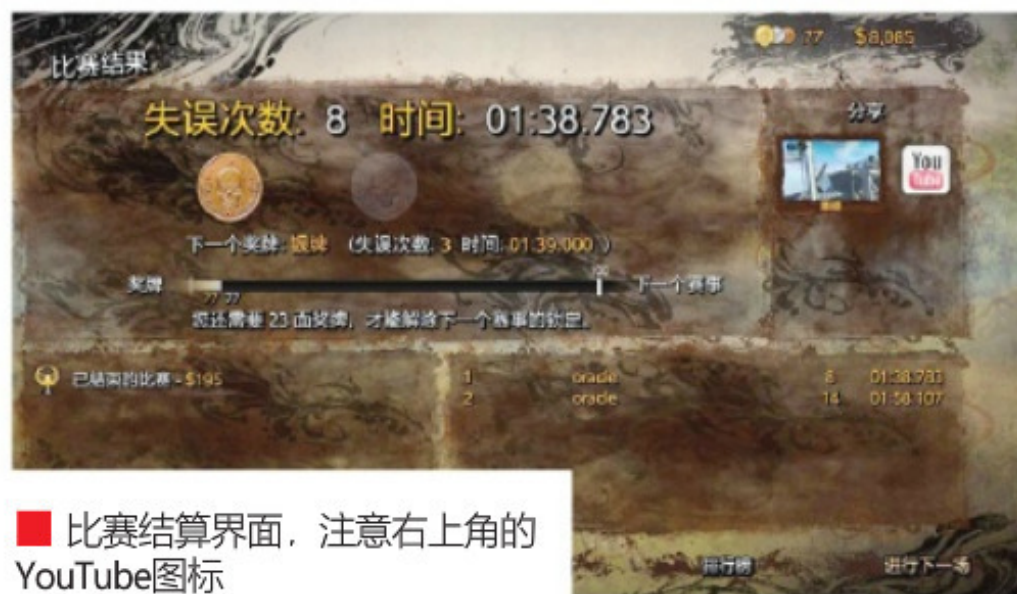 比赛结果
77 $8,085
失误次数: 8 时间: 01:38.783
分享
You
Tube
下一个奖牌: 银牌 (失误次数: 3 时间: 01:39.000 )
奖牌
下一个赛事
77 77
您还需要 23 面奖牌, 才能解除下一个赛事的锁定。
已结束的比赛 - $195
1 oracle 8 01:38.783
2 oracle 14 01:58.107
■ 比赛结算界面，注意右上角的
YouTube图标
排行榜
进行下一场